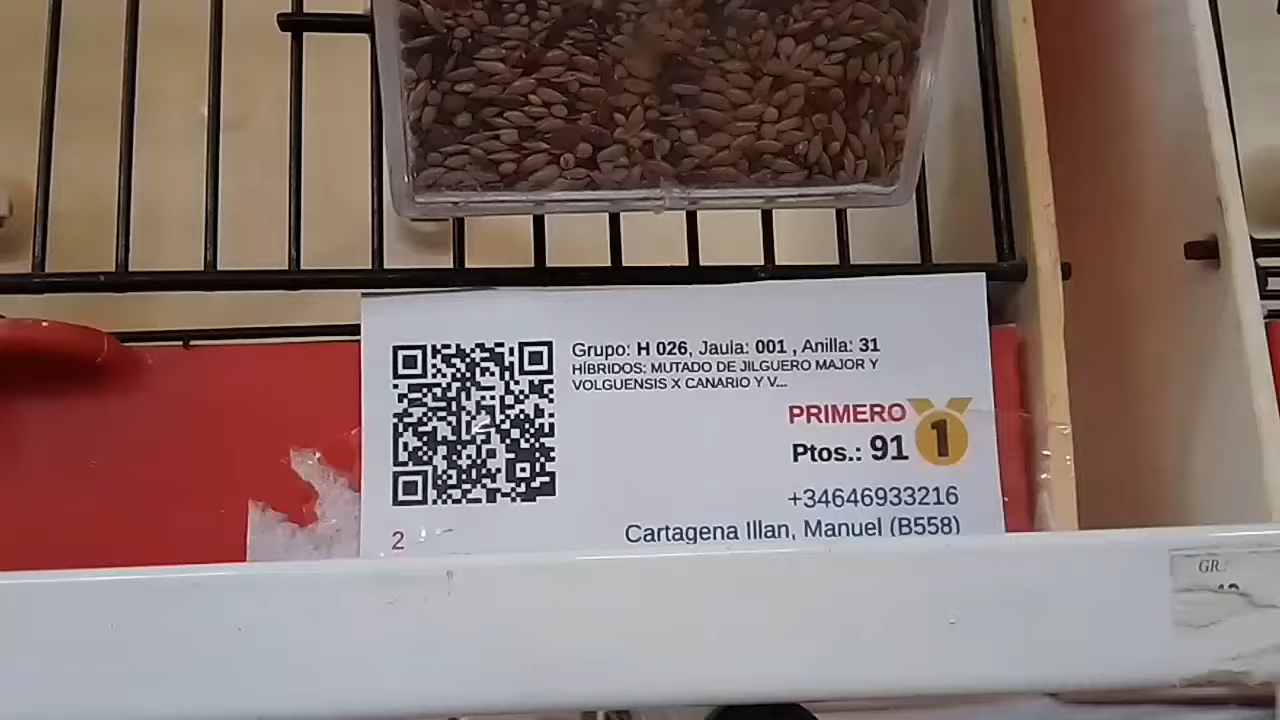 Grupo: H 026, Jaula: 001 , Anilla: 31
HÍBRIDOS: MUTADO DE JILGUERO MAJOR Y
VOLGUENSIS X CANARIO Y V...
PRIMERO
1
Ptos.: 91
+34646933216
2
Cartagena Illan, Manuel (B558)
GR.: